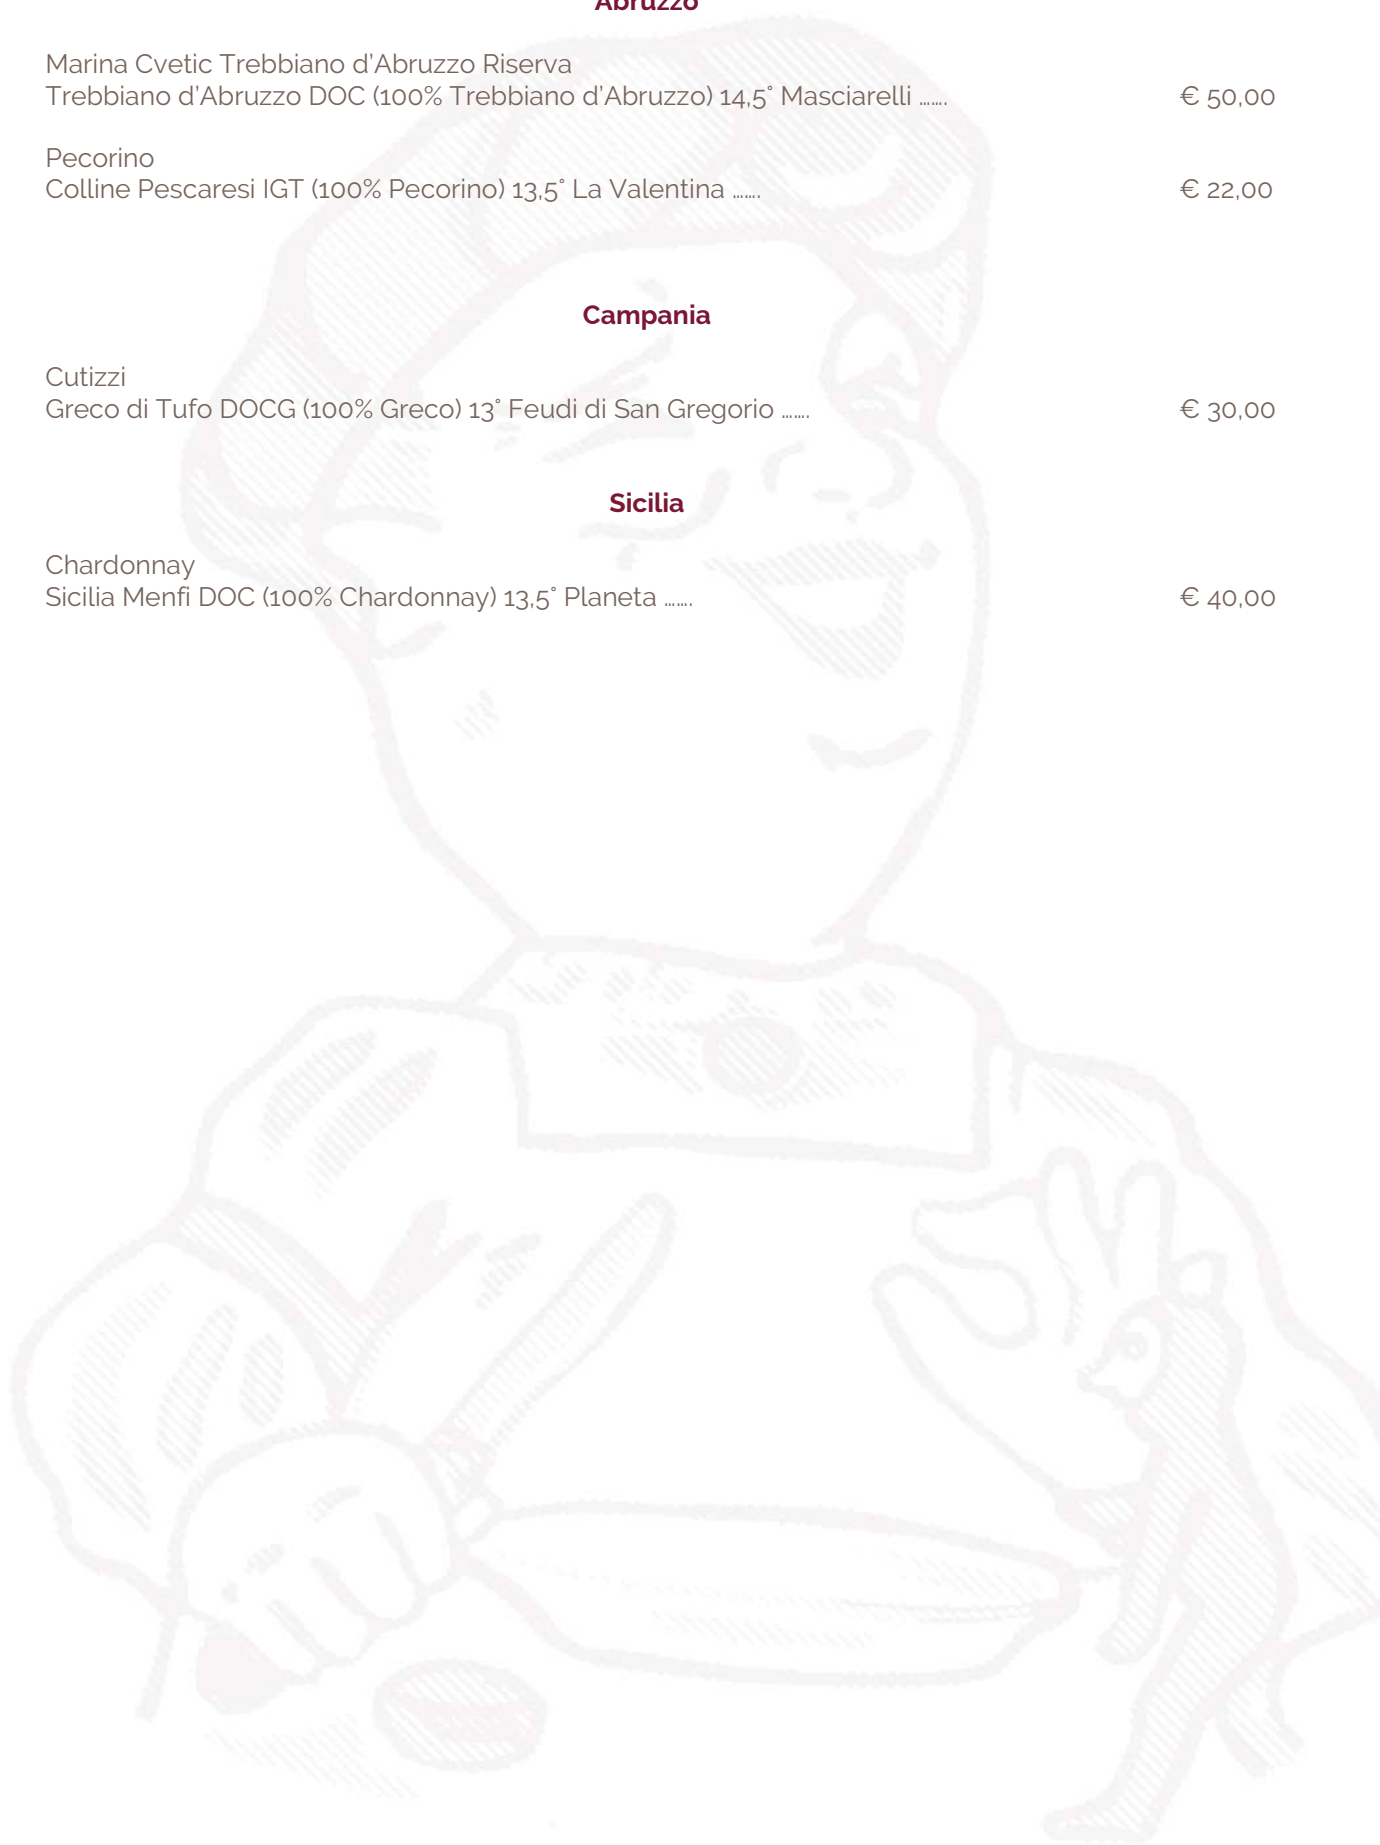 Abruzzo
Marina Cvetic Trebbiano d’Abruzzo Riserva
Trebbiano d’Abruzzo DOC (100% Trebbiano d’Abruzzo) 14,5° Masciarelli ……. € 50,00
Pecorino
Colline Pescaresi IGT (100% Pecorino) 13,5° La Valentina ……. € 22,00
Campania
Cutizzi
Greco di Tufo DOCG (100% Greco) 13° Feudi di San Gregorio ……. € 30,00
Sicilia
Chardonnay
Sicilia Menfi DOC (100% Chardonnay) 13,5° Planeta ……. € 40,00